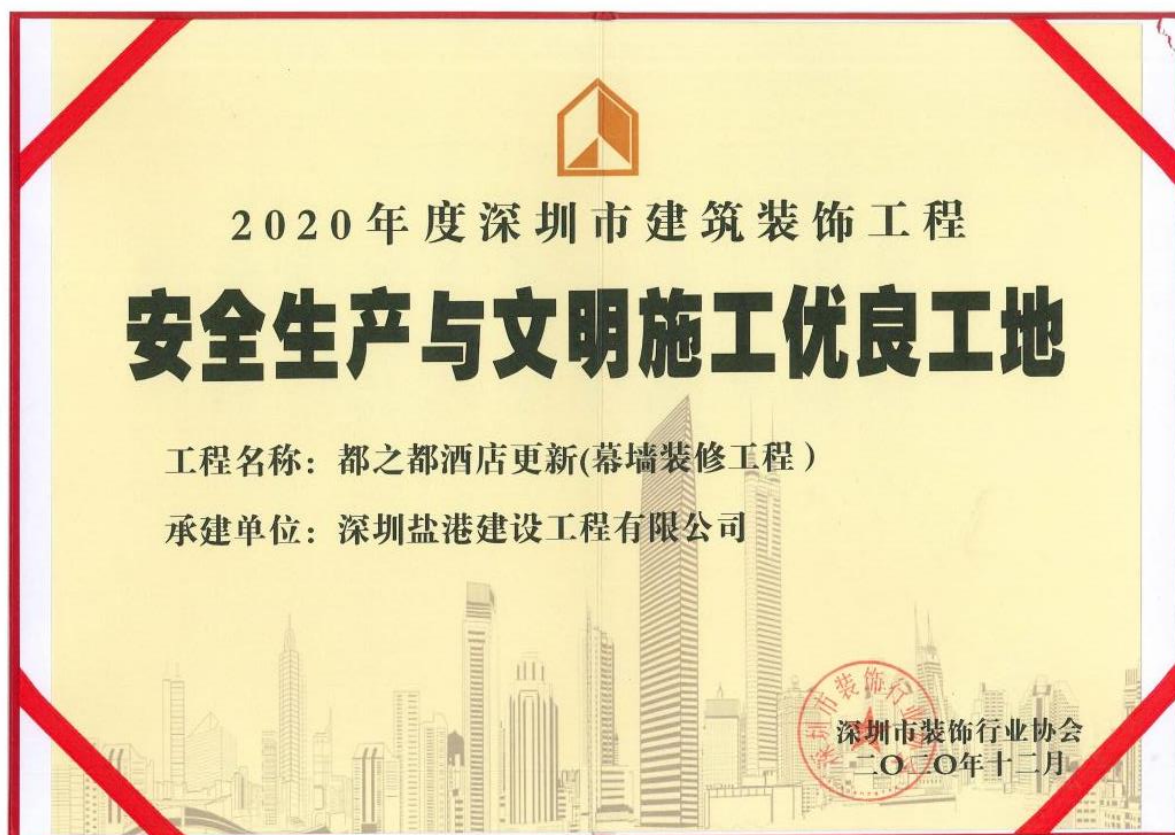 2020年度深圳市建筑装饰工程
安全生产与文明施工优良工地
工程名称：都之都酒店更新(幕墙装修工程）
承建单位：深圳盐港建设工程有限公司
深圳市装饰行业协会
二〇二〇年十二月